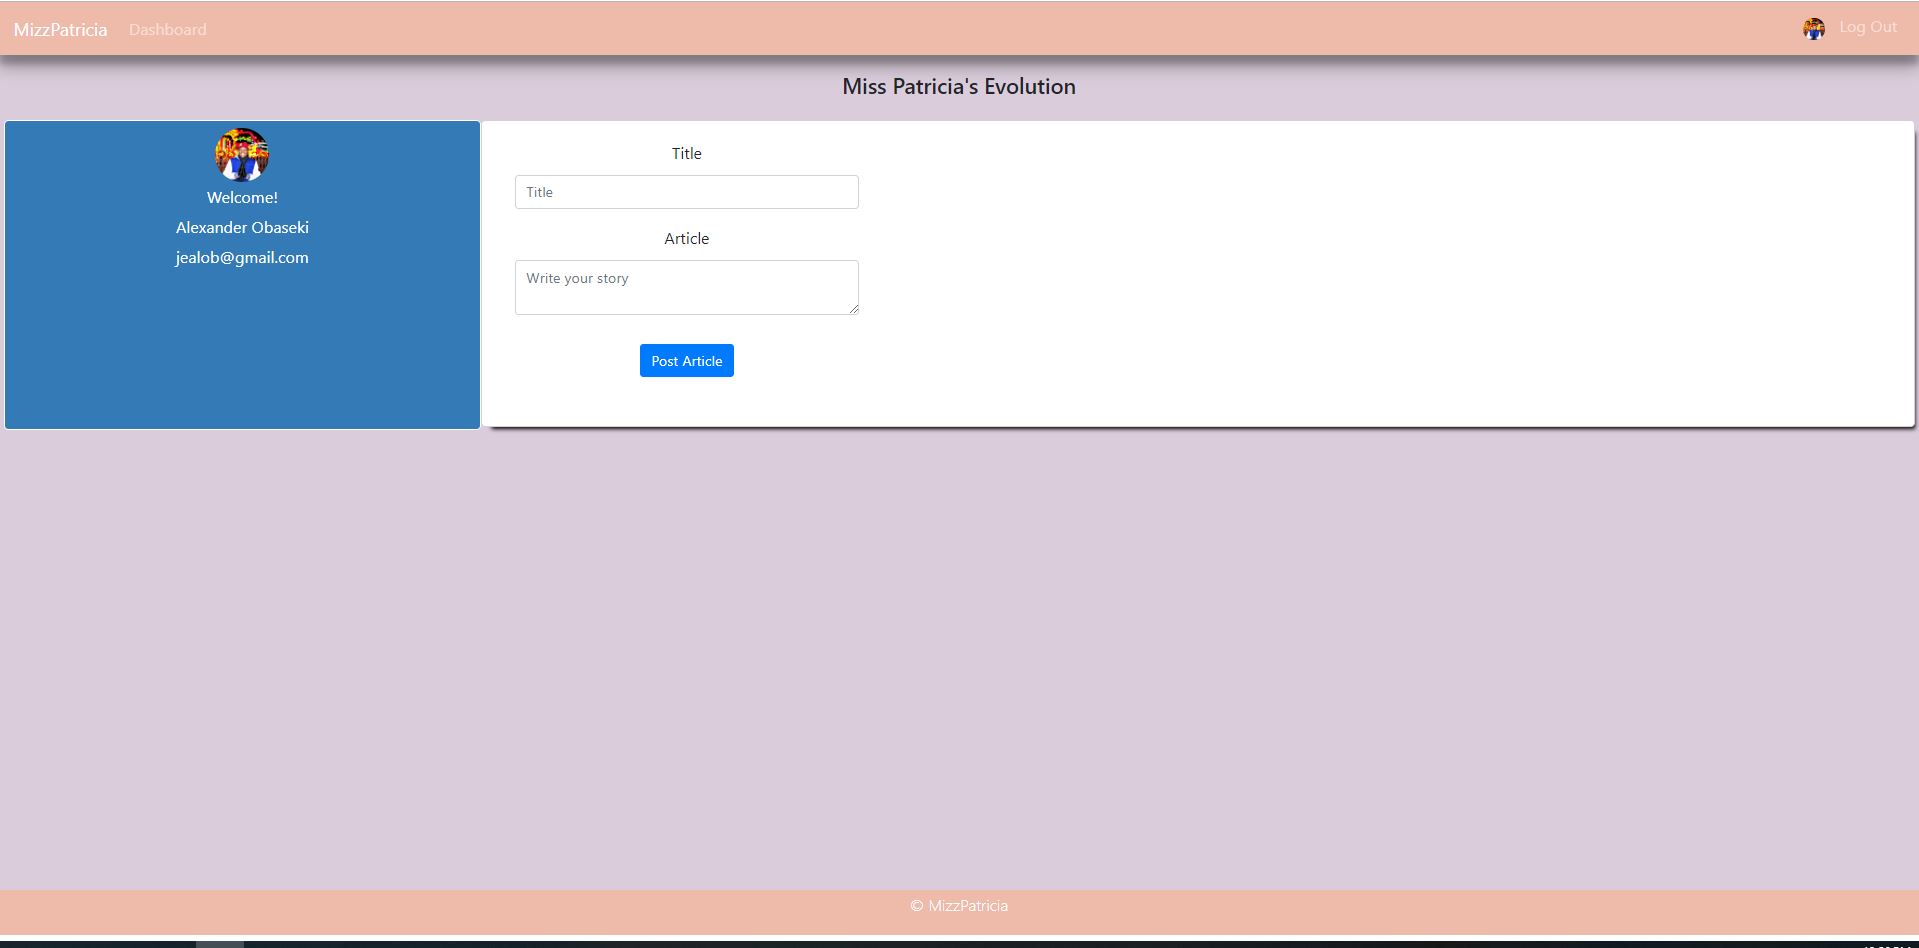 MizzPatricia Dashboard Log Out
Miss Patricia's Evolution
Welcome!
Alexander Obaseki
jealob@gmail.com
Title
Title
Article
Write your story
Post Article
© MizzPatricia